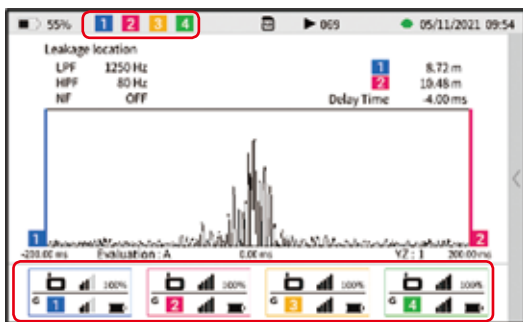 55% 1 2 3 4 069 05/11/2021 09:54
Leakage location
LPF 1250 Hz 1 8.72 m
HPF 80 Hz 2 10.48 m
NF OFF Delay Time -4.00 ms
1 2
-200.00 ms Evaluation : A 0.00 ms YZ : 1 200.00 ms
100% 100% 100% 100%
G 1 G 2 G 3 G 4